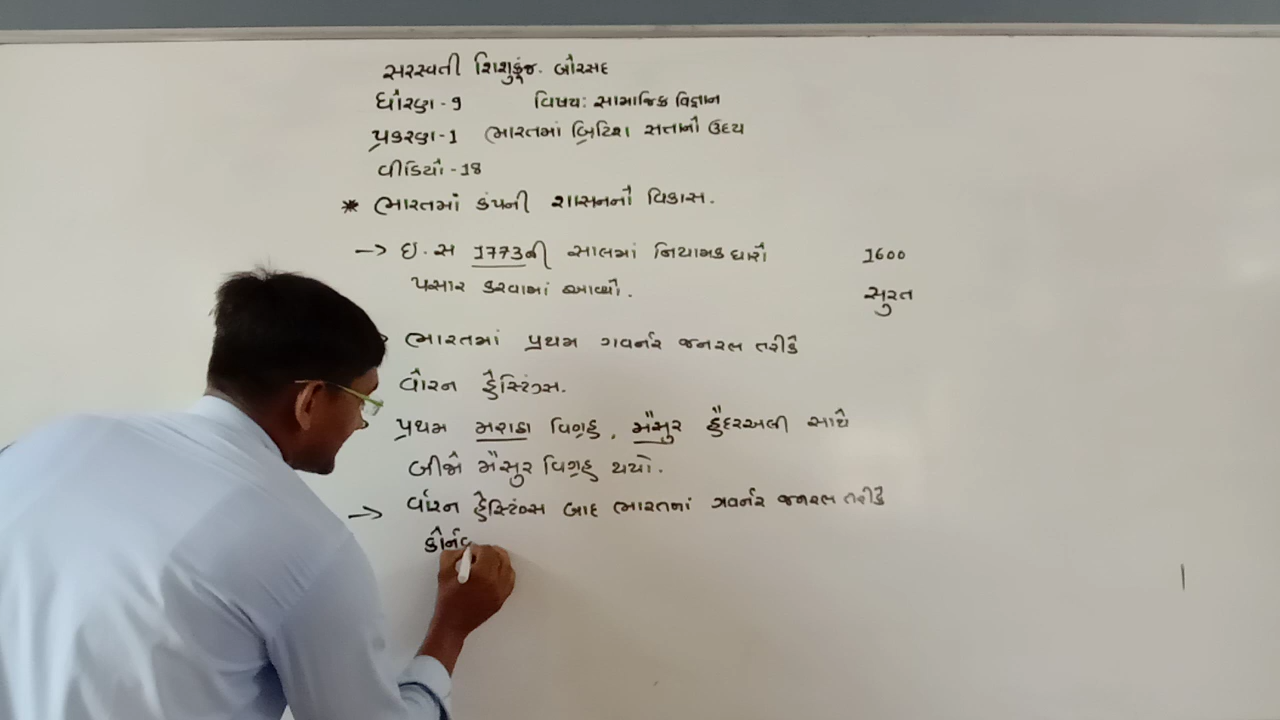 સરસ્વતી શિશુકુંજ. બોરસદ
ધોરણ - 9 વિષય: સામાજિક વિજ્ઞાન
પ્રકરણ - 1 ભારતમાં બ્રિટિશ સત્તાનો ઉદય
વીડિયો - 18
* ભારતમાં કંપની શાસનનો વિકાસ.
→ ઇ. સ 1773ની સાલમાં નિયામક ધારો 1600
પસાર કરવામાં આવ્યો. સુરત
ભારતમાં પ્રથમ ગવર્નર જનરલ તરીકે
વોરન હેસ્ટિંગ્સ.
પ્રથમ મરાઠા વિગ્રહ, મૈસુર હૈદરઅલી સાથે
બીજો મૈસુર વિગ્રહ થયો.
→ વોરન હેસ્ટિંગ્સ બાદ ભારતનાં ગવર્નર જનરલ તરીકે